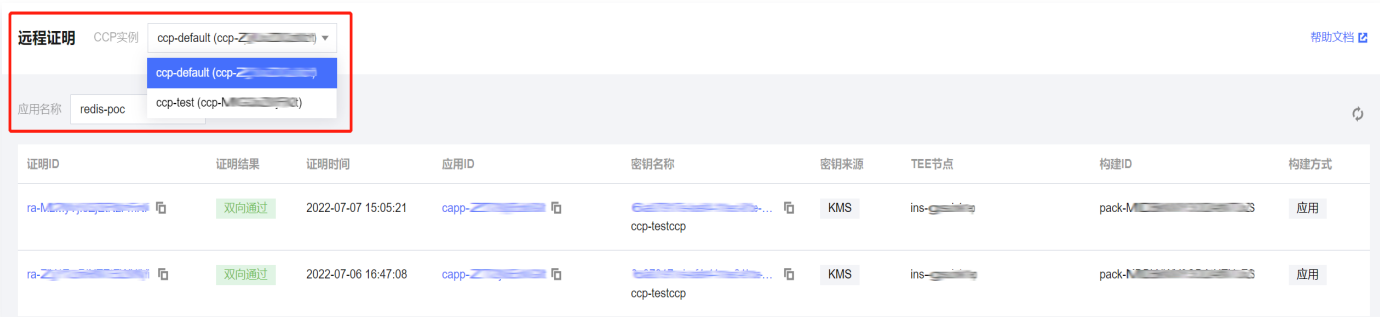 远程证明 CCP实例 ccp-default (ccp-Z 帮助文档
ccp-default (ccp-Z
ccp-test (ccp-M t)
应用名称 redis-poc
证明ID 证明结果 证明时间 应用ID 密钥名称 密钥来源 TEE节点 构建ID 构建方式
ra-M 双向通过 2022-07-07 15:05:21 capp- KMS ins- pack-M S 应用
ccp-testccp
ra-Z 双向通过 2022-07-06 16:47:08 capp- KMS ins- pack- S 应用
ccp-testccp